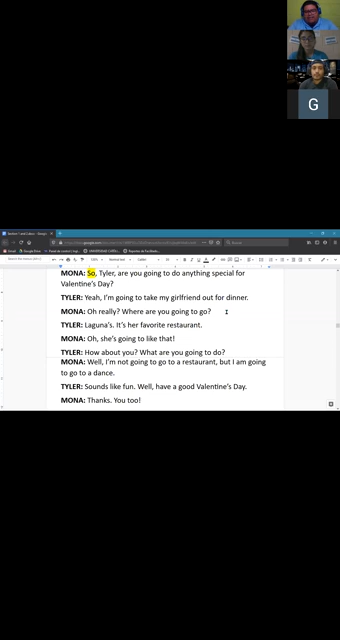 G
MONA: So, Tyler, are you going to do anything special for
Valentine's Day?
TYLER: Yeah, I'm going to take my girlfriend out for dinner.
MONA: Oh really? Where are you going to go?
TYLER: Laguna's. It's her favorite restaurant.
MONA: Oh, she's going to like that!
TYLER: How about you? What are you going to do?
MONA: Well, I'm not going to go to a restaurant, but I am going
to go to a dance.
TYLER: Sounds like fun. Well, have a good Valentine's Day.
MONA: Thanks. You too!